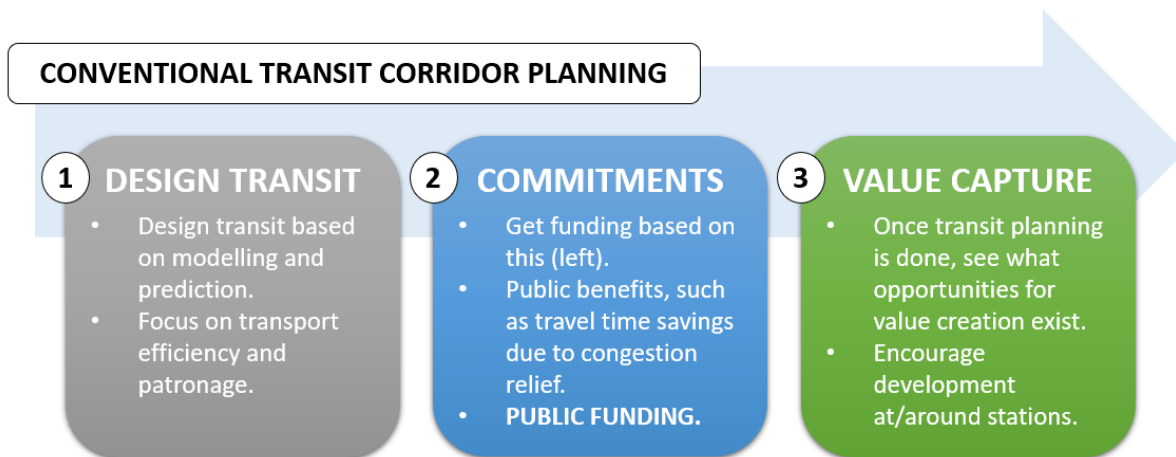 CONVENTIONAL TRANSIT CORRIDOR PLANNING
1 DESIGN TRANSIT
• Design transit based
on modelling and
prediction.
• Focus on transport
efficiency and
patronage.
2 COMMITMENTS
• Get funding based on
this (left).
• Public benefits, such
as travel time savings
due to congestion
relief.
• PUBLIC FUNDING.
3 VALUE CAPTURE
• Once transit planning
is done, see what
opportunities for
value creation exist.
• Encourage
development
at/around stations.